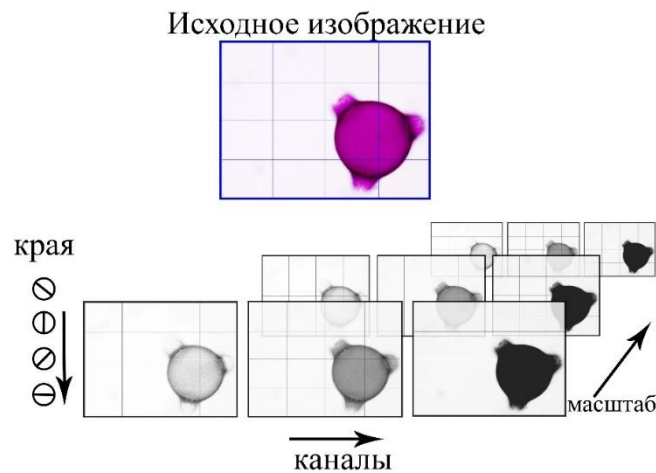 Исходное изображение
края
масштаб
каналы